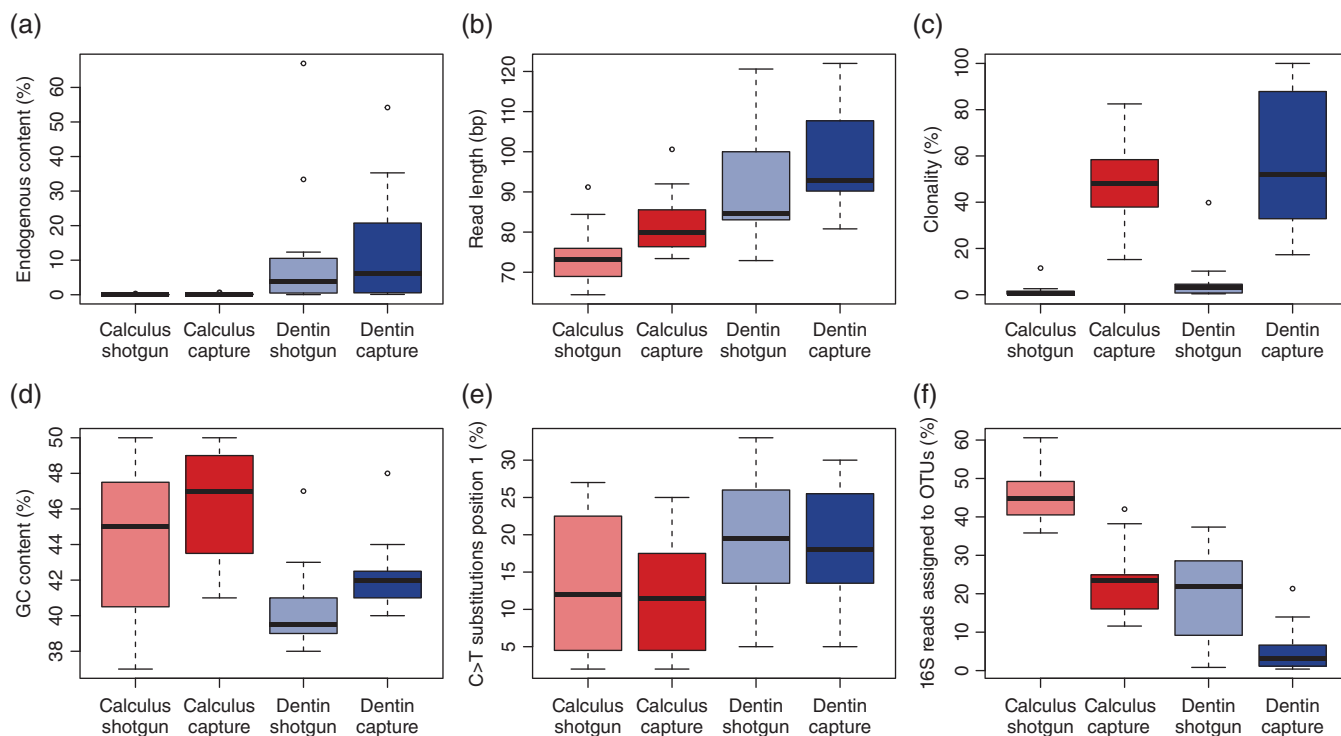 (a)
Endogenous content (%)
60
50
40
30
20
10
0
Calculus shotgun
Calculus capture
Dentin shotgun
Dentin capture
(b)
Read length (bp)
120
110
100
90
80
70
Calculus shotgun
Calculus capture
Dentin shotgun
Dentin capture
(c)
Clonality (%)
100
80
60
40
20
0
Calculus shotgun
Calculus capture
Dentin shotgun
Dentin capture
(d)
GC content (%)
50
48
46
44
42
40
38
Calculus shotgun
Calculus capture
Dentin shotgun
Dentin capture
(e)
C>T substitutions position 1 (%)
30
25
20
15
10
5
Calculus shotgun
Calculus capture
Dentin shotgun
Dentin capture
(f)
16S reads assigned to OTUs (%)
60
50
40
30
20
10
0
Calculus shotgun
Calculus capture
Dentin shotgun
Dentin capture